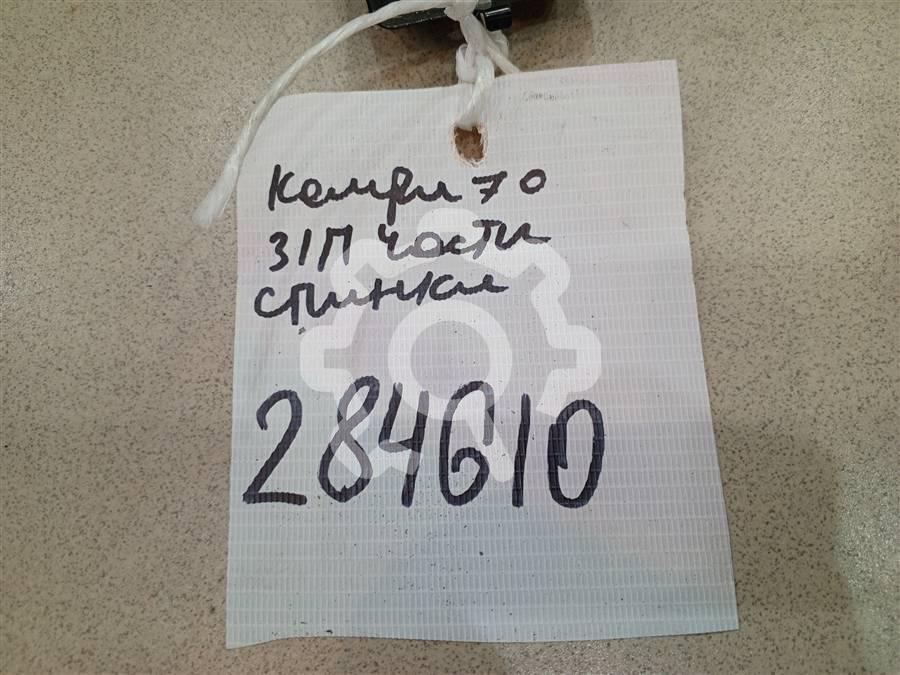 Камри 70
З/П части
спинки
284610